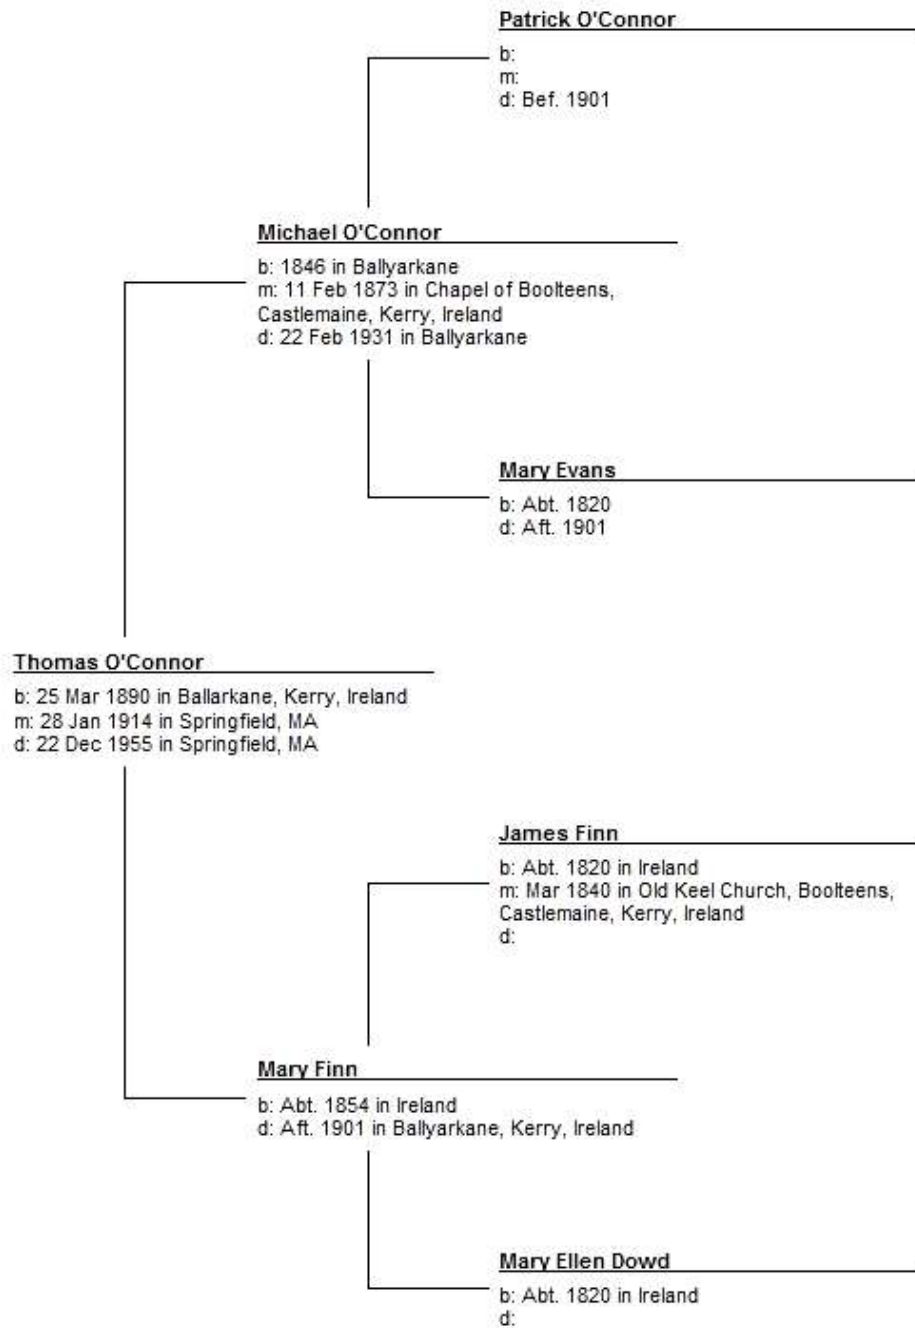 Patrick O'Connor
b:
m:
d: Bef. 1901
Michael O'Connor
b: 1846 in Ballyarkane
m: 11 Feb 1873 in Chapel of Boolteens,
Castlemaine, Kerry, Ireland
d: 22 Feb 1931 in Ballyarkane
Mary Evans
b: Abt. 1820
d: Aft. 1901
Thomas O'Connor
b: 25 Mar 1890 in Ballarkane, Kerry, Ireland
m: 28 Jan 1914 in Springfield, MA
d: 22 Dec 1955 in Springfield, MA
James Finn
b: Abt. 1820 in Ireland
m: Mar 1840 in Old Keel Church, Boolteens,
Castlemaine, Kerry, Ireland
d:
Mary Finn
b: Abt. 1854 in Ireland
d: Aft. 1901 in Ballyarkane, Kerry, Ireland
Mary Ellen Dowd
b: Abt. 1820 in Ireland
d: